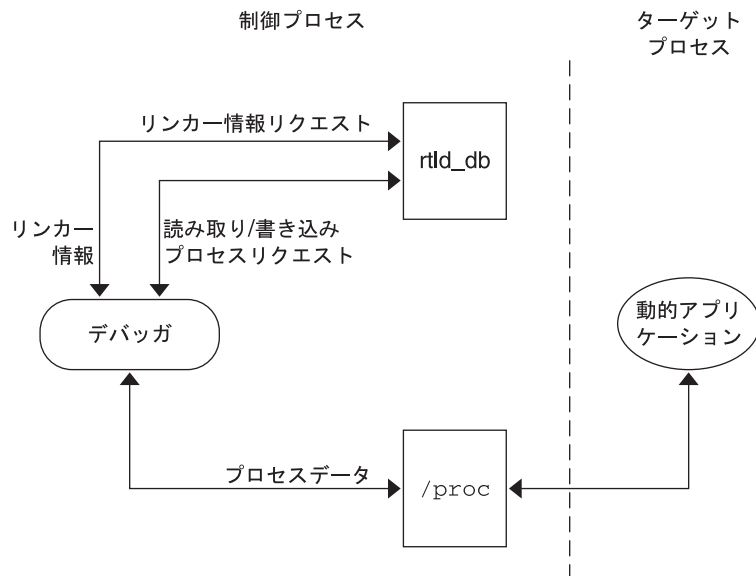 制御プロセス
ターゲット
プロセス
リンカー情報リクエスト
rtld_db
リンカー
情報
読み取り/書き込み
プロセスリクエスト
デバッガ
動的アプリ
ケーション
プロセスデータ
/proc